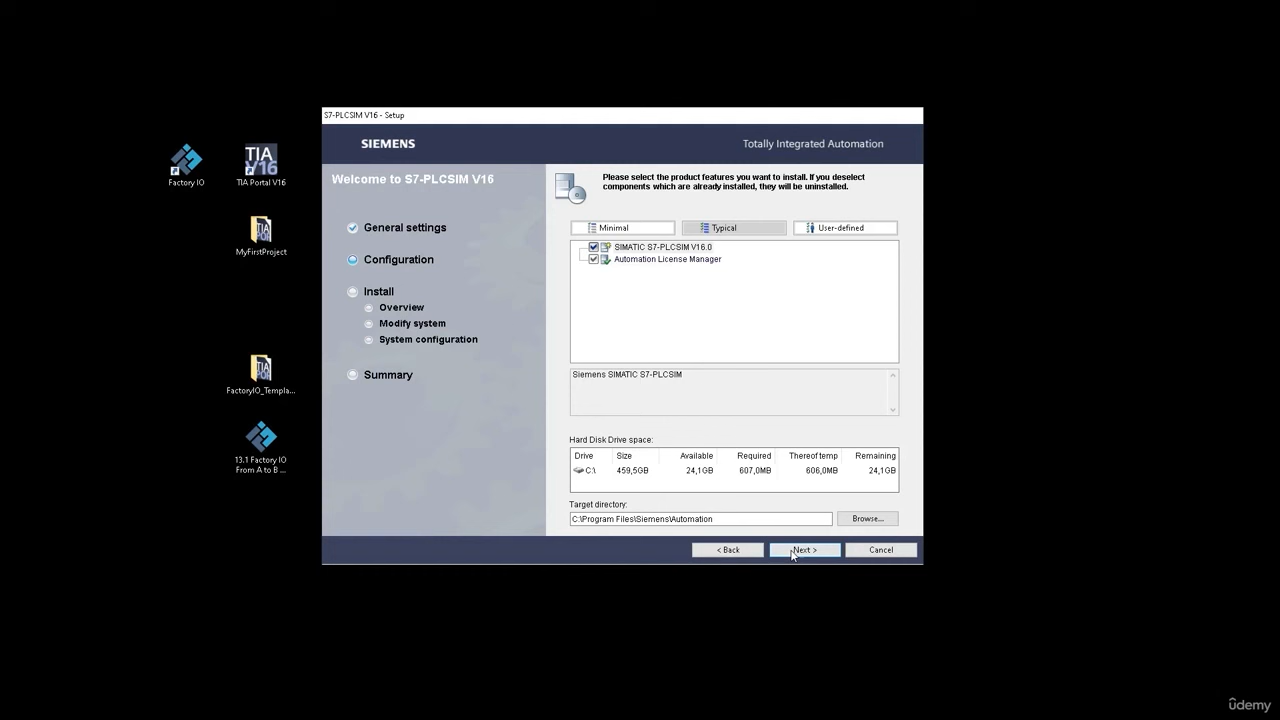 S7-PLCSIM V16 - Setup
SIEMENS
Totally Integrated Automation
Welcome to S7-PLCSIM V16
General settings
Configuration
Install
Overview
Modify system
System configuration
Summary
Please select the product features you want to install. If you deselect
components which are already installed, they will be uninstalled.
Minimal
Typical
User-defined
SIMATIC S7-PLCSIM V16.0
Automation License Manager
Siemens SIMATIC S7-PLCSIM
Hard Disk Drive space:
Drive Size Available Required Thereof temp Remaining
C:\ 459,5GB 24,1GB 607,0MB 606,0MB 24,1GB
Target directory:
C:\Program Files\Siemens\Automation
Browse...
< Back
Next >
Cancel
Factory IO
TIA
V16
TIA Portal V16
MyFirstProject
FactoryIO_Templa...
13.1 Factory IO
From A to B ...
ûdemy